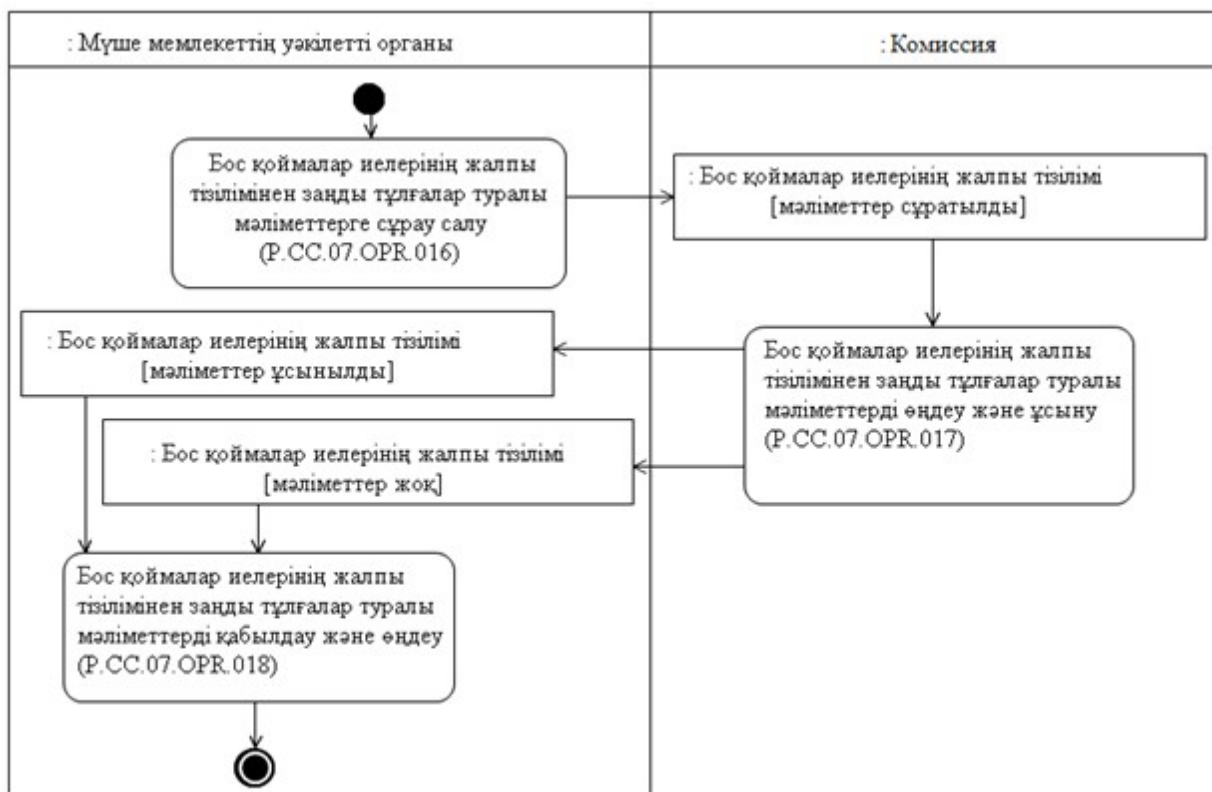 : Мүше мемлекеттің уәкілетті органы
: Комиссия
Бос қоймалар иелерінің жалпы
тізілімінен заңды тұлғалар туралы
мәліметтерге сұрау салу
(P.CC.07.OPR.016)
: Бос қоймалар иелерінің жалпы тізілімі
[мәліметтер сұратылды]
: Бос қоймалар иелерінің жалпы тізілімі
[мәліметтер ұсынылды]
Бос қоймалар иелерінің жалпы
тізілімінен заңды тұлғалар туралы
мәліметтерді өңдеу және ұсыну
(P.CC.07.OPR.017)
: Бос қоймалар иелерінің жалпы тізілімі
[мәліметтер жоқ]
Бос қоймалар иелерінің жалпы
тізілімінен заңды тұлғалар туралы
мәліметтерді қабылдау және өңдеу
(P.CC.07.OPR.018)